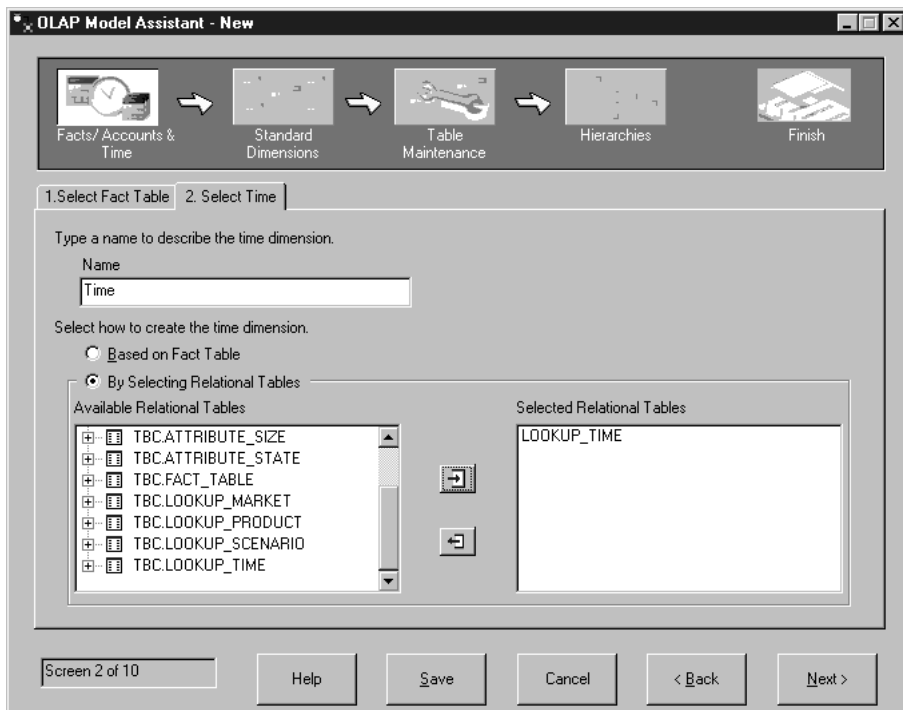 OLAP Model Assistant - New
Facts/ Accounts &
Time
Standard
Dimensions
Table
Maintenance
Hierarchies
Finish
1.Select Fact Table
2. Select Time
Type a name to describe the time dimension.
Name
Time
Select how to create the time dimension.
Based on Fact Table
By Selecting Relational Tables
Available Relational Tables
Selected Relational Tables
TBC.ATTRIBUTE_SIZE
TBC.ATTRIBUTE_STATE
TBC.FACT_TABLE
TBC.LOOKUP_MARKET
TBC.LOOKUP_PRODUCT
TBC.LOOKUP_SCENARIO
TBC.LOOKUP_TIME
LOOKUP_TIME
Screen 2 of 10
Help
Save
Cancel
< Back
Next >